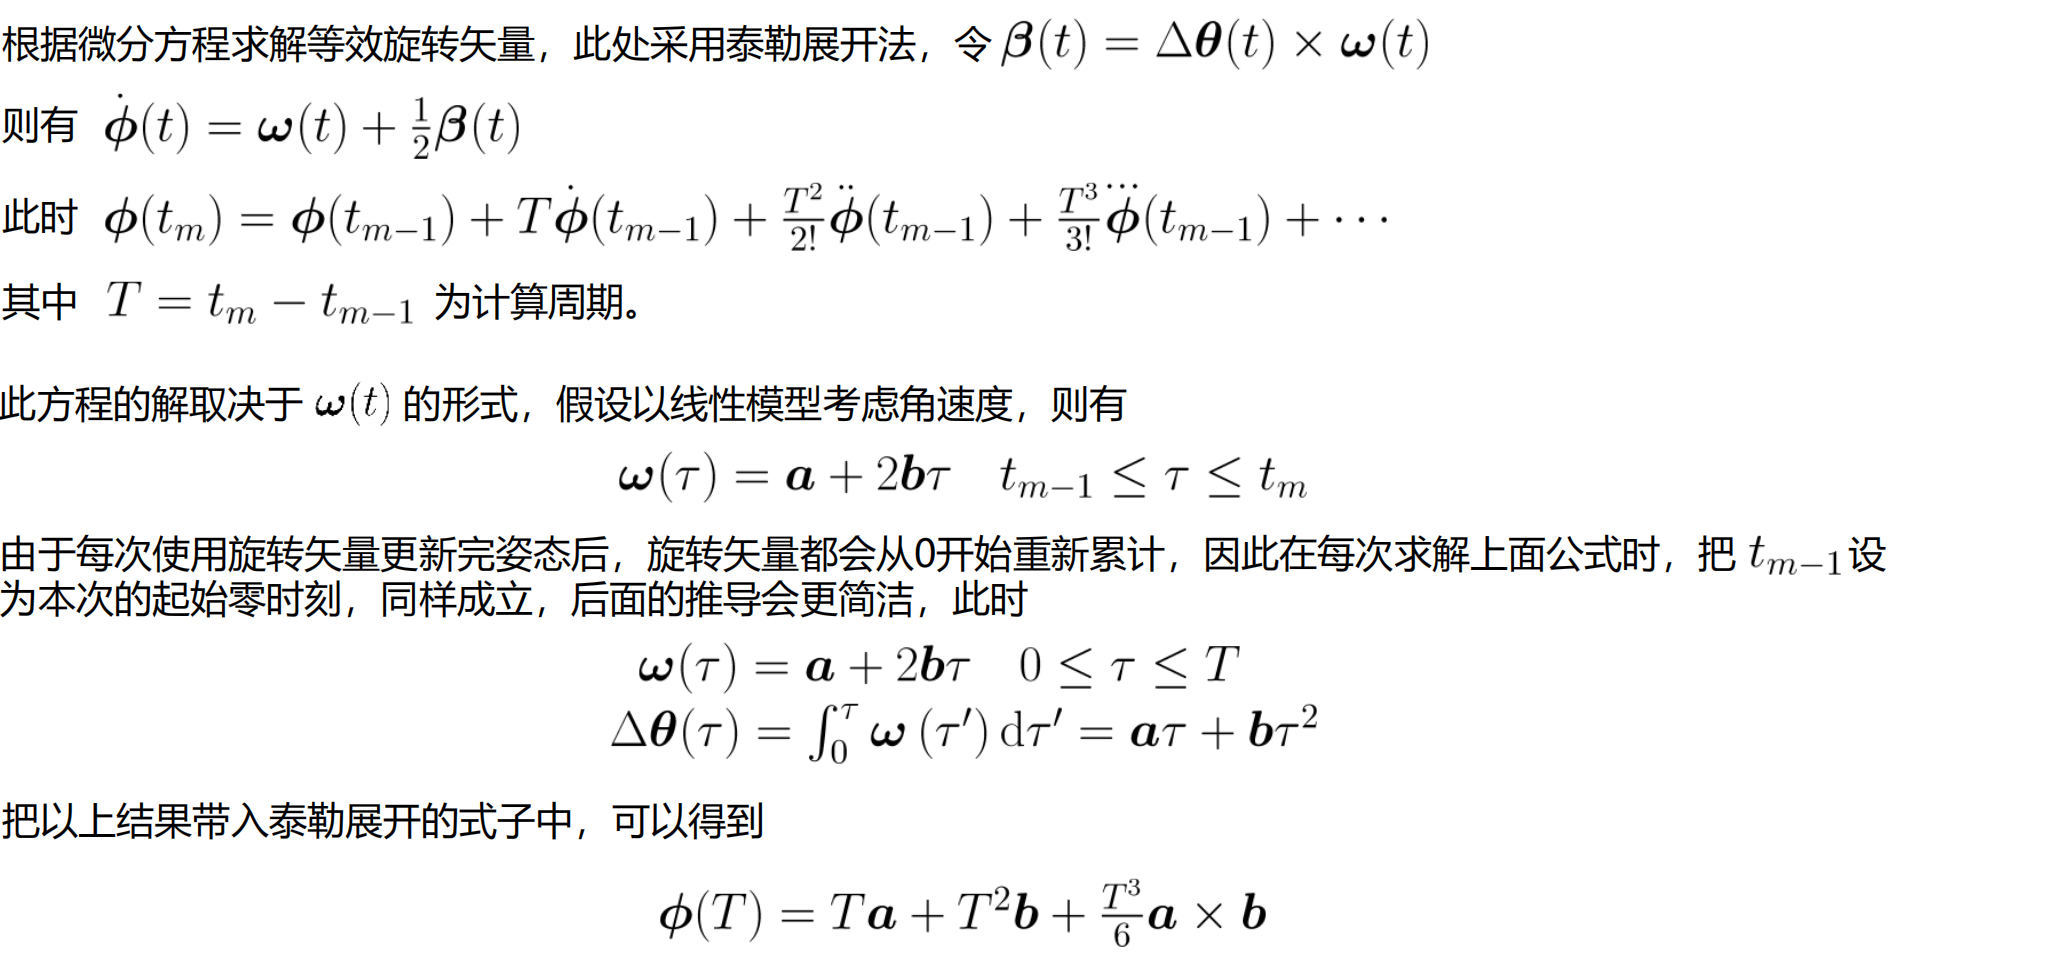 根据微分方程求解等效旋转矢量，此处采用泰勒展开法，令 $\boldsymbol{\beta}(t) = \Delta\boldsymbol{\theta}(t) \times \boldsymbol{\omega}(t)$
则有 $\dot{\boldsymbol{\phi}}(t) = \boldsymbol{\omega}(t) + \frac{1}{2}\boldsymbol{\beta}(t)$
此时 $\boldsymbol{\phi}(t_m) = \boldsymbol{\phi}(t_{m-1}) + T\dot{\boldsymbol{\phi}}(t_{m-1}) + \frac{T^2}{2!}\ddot{\boldsymbol{\phi}}(t_{m-1}) + \frac{T^3}{3!}\dddot{\boldsymbol{\phi}}(t_{m-1}) + \cdots$
其中 $T = t_m - t_{m-1}$ 为计算周期。
此方程的解取决于 $\boldsymbol{\omega}(t)$ 的形式，假设以线性模型考虑角速度，则有
$\boldsymbol{\omega}(\tau) = \boldsymbol{a} + 2\boldsymbol{b}\tau \quad t_{m-1} \leq \tau \leq t_m$
由于每次使用旋转矢量更新完姿态后，旋转矢量都会从0开始重新累计，因此在每次求解上面公式时，把 $t_{m-1}$ 设
为本次的起始零时刻，同样成立，后面的推导会更简洁，此时
$\boldsymbol{\omega}(\tau) = \boldsymbol{a} + 2\boldsymbol{b}\tau \quad 0 \leq \tau \leq T$
$\Delta\boldsymbol{\theta}(\tau) = \int_0^{\tau} \boldsymbol{\omega}(\tau')\,\mathrm{d}\tau' = \boldsymbol{a}\tau + \boldsymbol{b}\tau^2$
把以上结果带入泰勒展开的式子中，可以得到
$\boldsymbol{\phi}(T) = T\boldsymbol{a} + T^2\boldsymbol{b} + \frac{T^3}{6}\boldsymbol{a} \times \boldsymbol{b}$